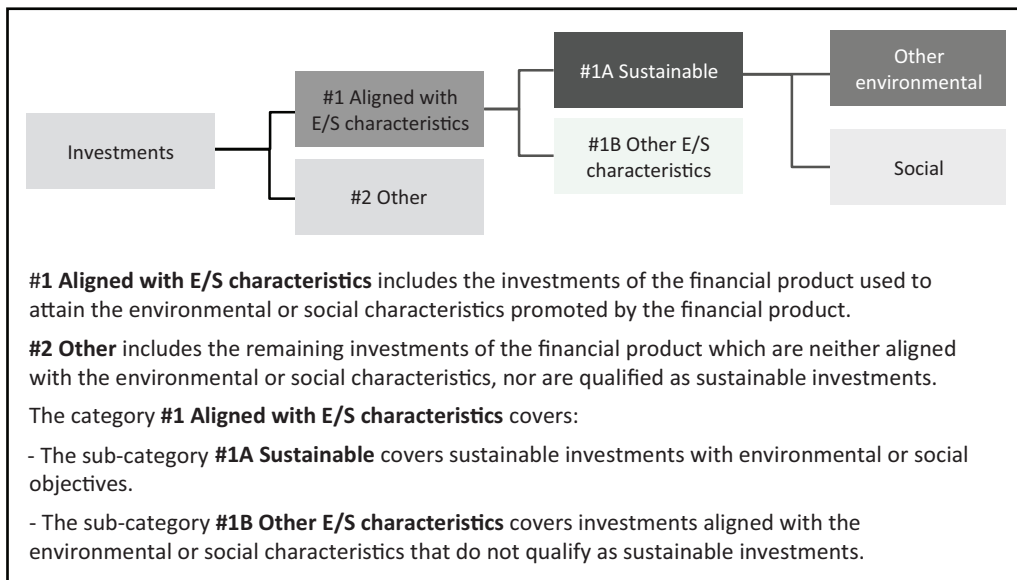 Investments
#1 Aligned with
E/S characteristics
#2 Other
#1A Sustainable
#1B Other E/S
characteristics
Other
environmental
Social
#1 Aligned with E/S characteristics includes the investments of the financial product used to
attain the environmental or social characteristics promoted by the financial product.
#2 Other includes the remaining investments of the financial product which are neither aligned
with the environmental or social characteristics, nor are qualified as sustainable investments.
The category #1 Aligned with E/S characteristics covers:
- The sub-category #1A Sustainable covers sustainable investments with environmental or social
objectives.
- The sub-category #1B Other E/S characteristics covers investments aligned with the
environmental or social characteristics that do not qualify as sustainable investments.